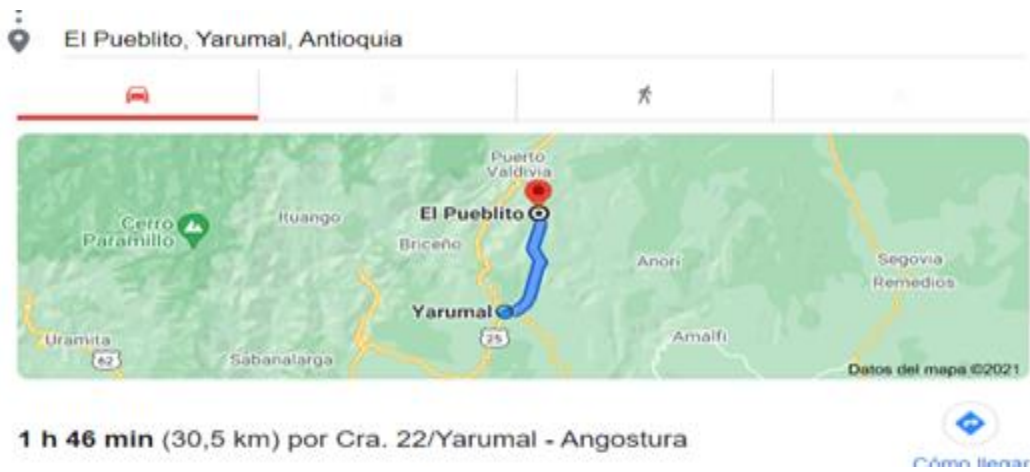 El Pueblito, Yarumal, Antioquia
Puerto
Valdivia
Cerro
Paramillo
Ituango
El Pueblito
Briceño
Anorí
Segovia
Remedios
Yarumal
25
Uramita
62
Sabanalarga
Amalfi
Datos del mapa ©2021
1 h 46 min (30,5 km) por Cra. 22/Yarumal - Angostura
Cómo llegar